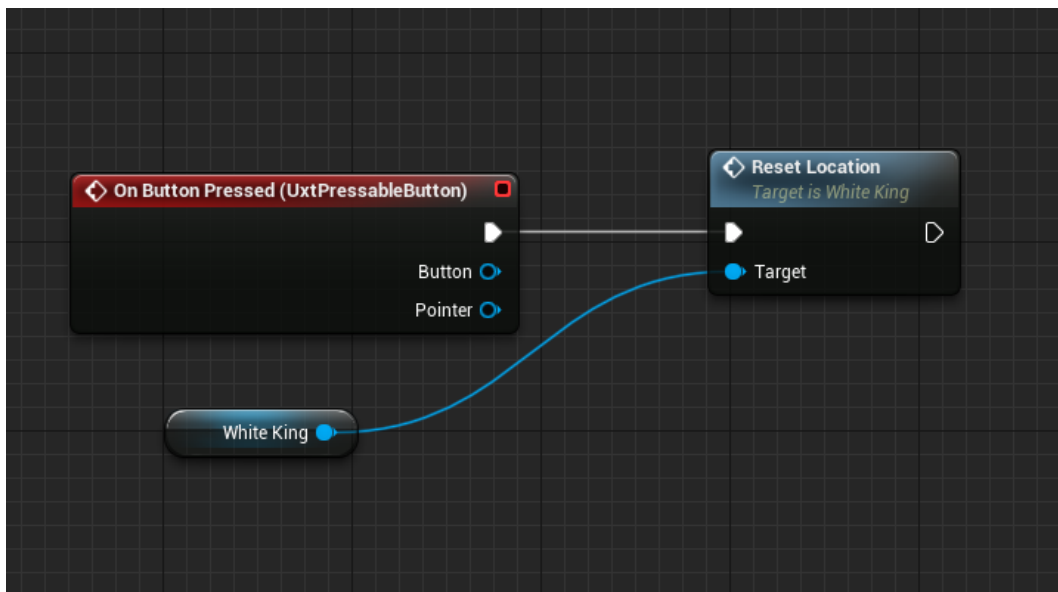 On Button Pressed (UxtPressableButton)
Button
Pointer
White King
Reset Location
Target is White King
Target